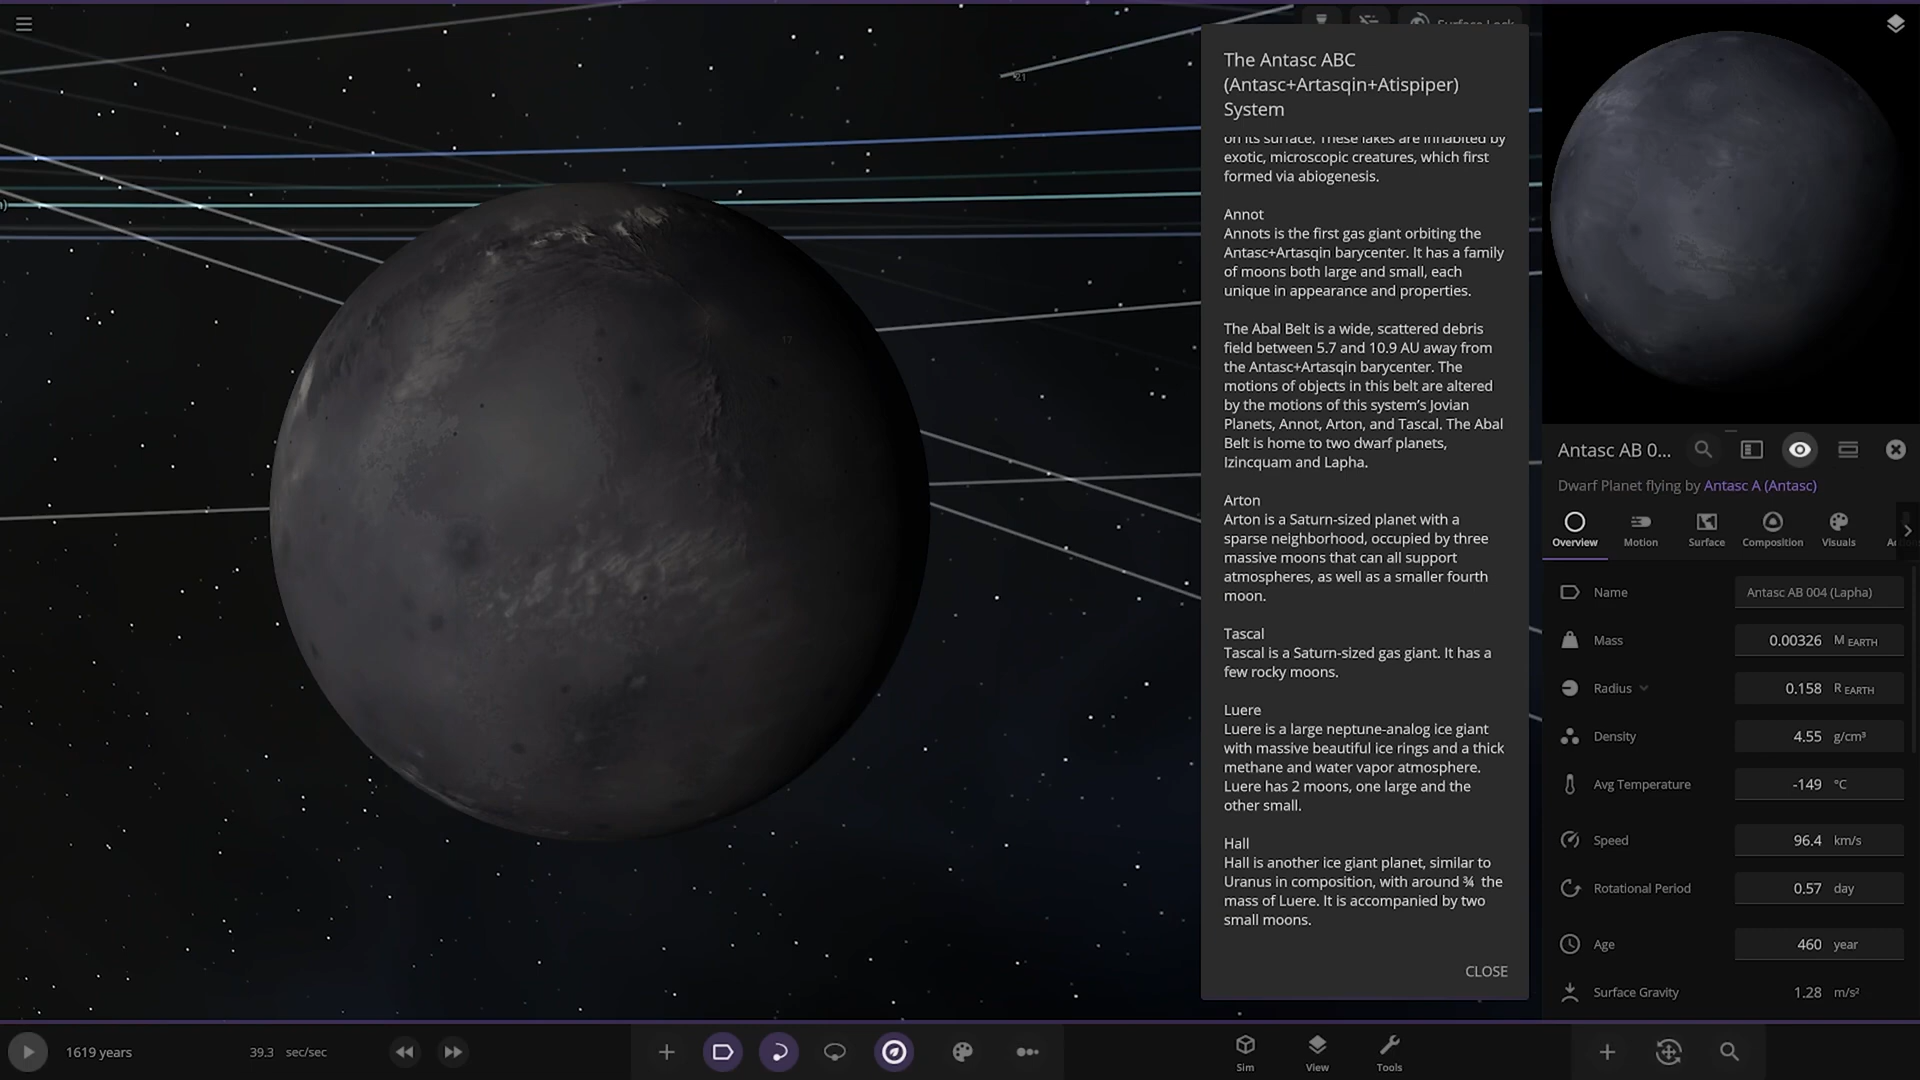 21
17
)
Surface Lock
The Antasc ABC
(Antasc+Artasqin+Atispiper)
System
on its surface. These lakes are inhabited by
exotic, microscopic creatures, which first
formed via abiogenesis.
Annot
Annots is the first gas giant orbiting the
Antasc+Artasqin barycenter. It has a family
of moons both large and small, each
unique in appearance and properties.
The Abal Belt is a wide, scattered debris
field between 5.7 and 10.9 AU away from
the Antasc+Artasqin barycenter. The
motions of objects in this belt are altered
by the motions of this system’s Jovian
Planets, Annot, Arton, and Tascal. The Abal
Belt is home to two dwarf planets,
Izincquam and Lapha.
Arton
Arton is a Saturn-sized planet with a
sparse neighborhood, occupied by three
massive moons that can all support
atmospheres, as well as a smaller fourth
moon.
Tascal
Tascal is a Saturn-sized gas giant. It has a
few rocky moons.
Luere
Luere is a large neptune-analog ice giant
with massive beautiful ice rings and a thick
methane and water vapor atmosphere.
Luere has 2 moons, one large and the
other small.
Hall
Hall is another ice giant planet, similar to
Uranus in composition, with around ¾ the
mass of Luere. It is accompanied by two
small moons.
CLOSE
Antasc AB 0...
Dwarf Planet flying by Antasc A (Antasc)
Overview Motion Surface Composition Visuals
Name Antasc AB 004 (Lapha)
Mass 0.00326 M EARTH
Radius 0.158 R EARTH
Density 4.55 g/cm³
Avg Temperature -149 °C
Speed 96.4 km/s
Rotational Period 0.57 day
Age 460 year
Surface Gravity 1.28 m/s²
1619 years 39.3 sec/sec
Sim View Tools